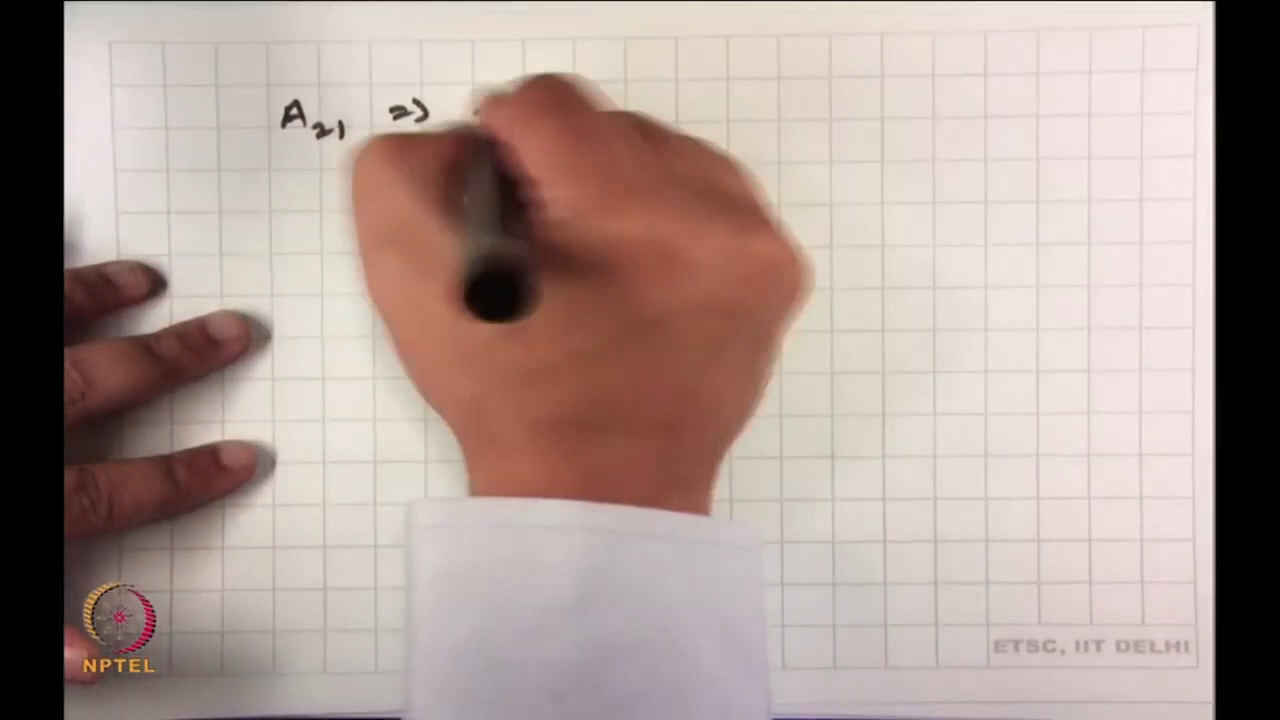 A₂₁ ⇒
ETSC, IIT DELHI
NPTEL